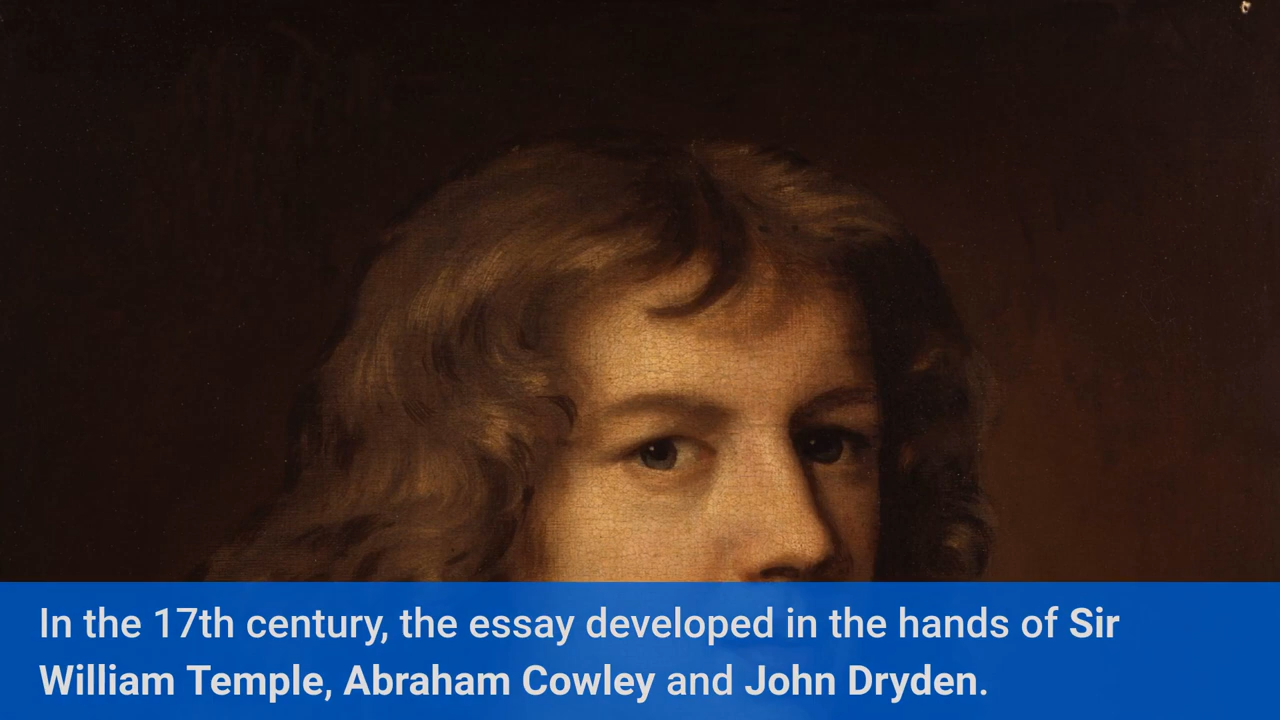 In the 17th century, the essay developed in the hands of Sir
William Temple, Abraham Cowley and John Dryden.